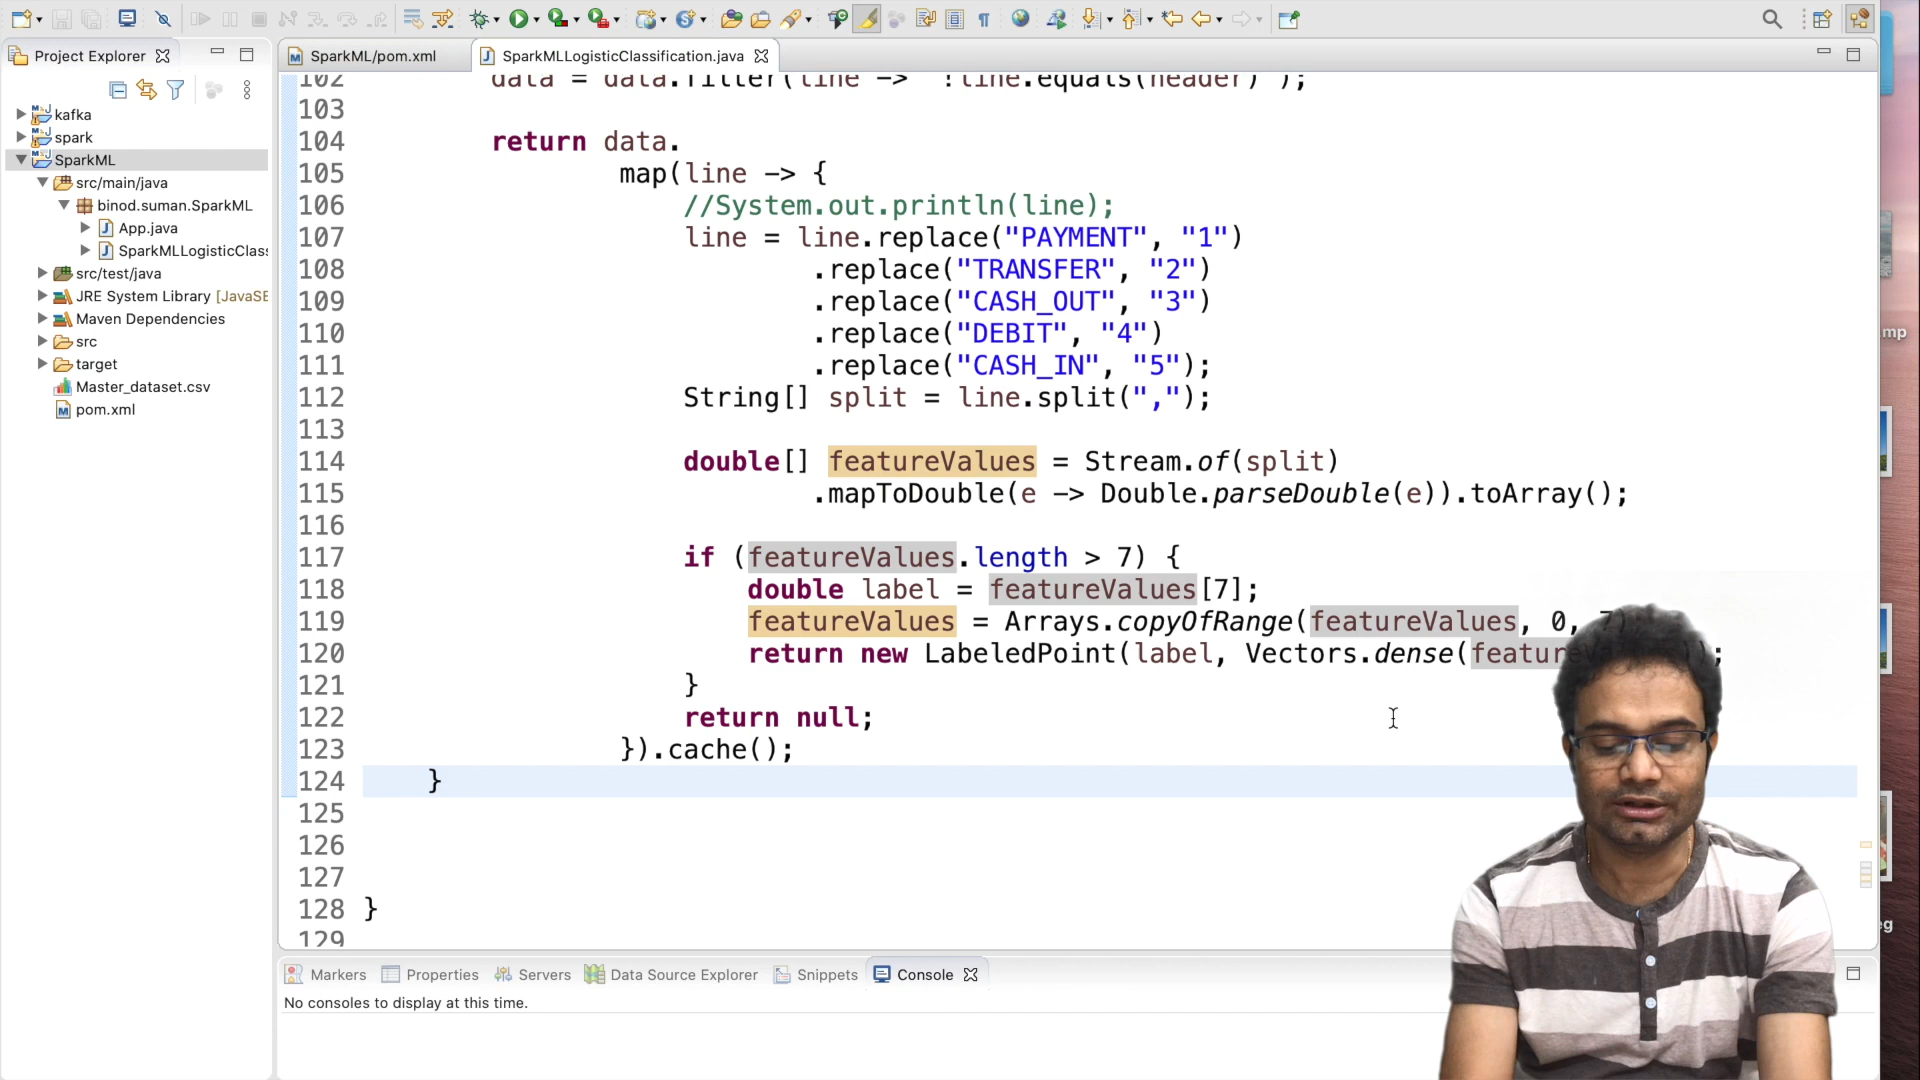 Project Explorer
SparkML/pom.xml
SparkMLLogisticClassification.java
kafka
spark
SparkML
src/main/java
binod.suman.SparkML
App.java
SparkMLLogisticClas
src/test/java
JRE System Library [JavaSE
Maven Dependencies
src
target
Master_dataset.csv
pom.xml
102 data = data.filter(line -> !line.equals(header) );
103
104 return data.
105 map(line -> {
106 //System.out.println(line);
107 line = line.replace("PAYMENT", "1")
108 .replace("TRANSFER", "2")
109 .replace("CASH_OUT", "3")
110 .replace("DEBIT", "4")
111 .replace("CASH_IN", "5");
112 String[] split = line.split(",");
113
114 double[] featureValues = Stream.of(split)
115 .mapToDouble(e -> Double.parseDouble(e)).toArray();
116
117 if (featureValues.length > 7) {
118 double label = featureValues[7];
119 featureValues = Arrays.copyOfRange(featureValues, 0, 7)
120 return new LabeledPoint(label, Vectors.dense(featur
121 }
122 return null;
123 }).cache();
124 }
125
126
127
128 }
129
Markers Properties Servers Data Source Explorer Snippets Console
No consoles to display at this time.
mp
eg